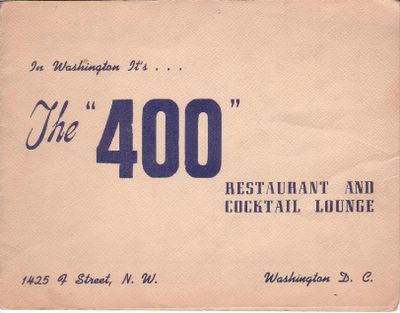 In Washington It's . . .
The "400"
RESTAURANT AND
COCKTAIL LOUNGE
1425 F Street, N. W.
Washington D. C.